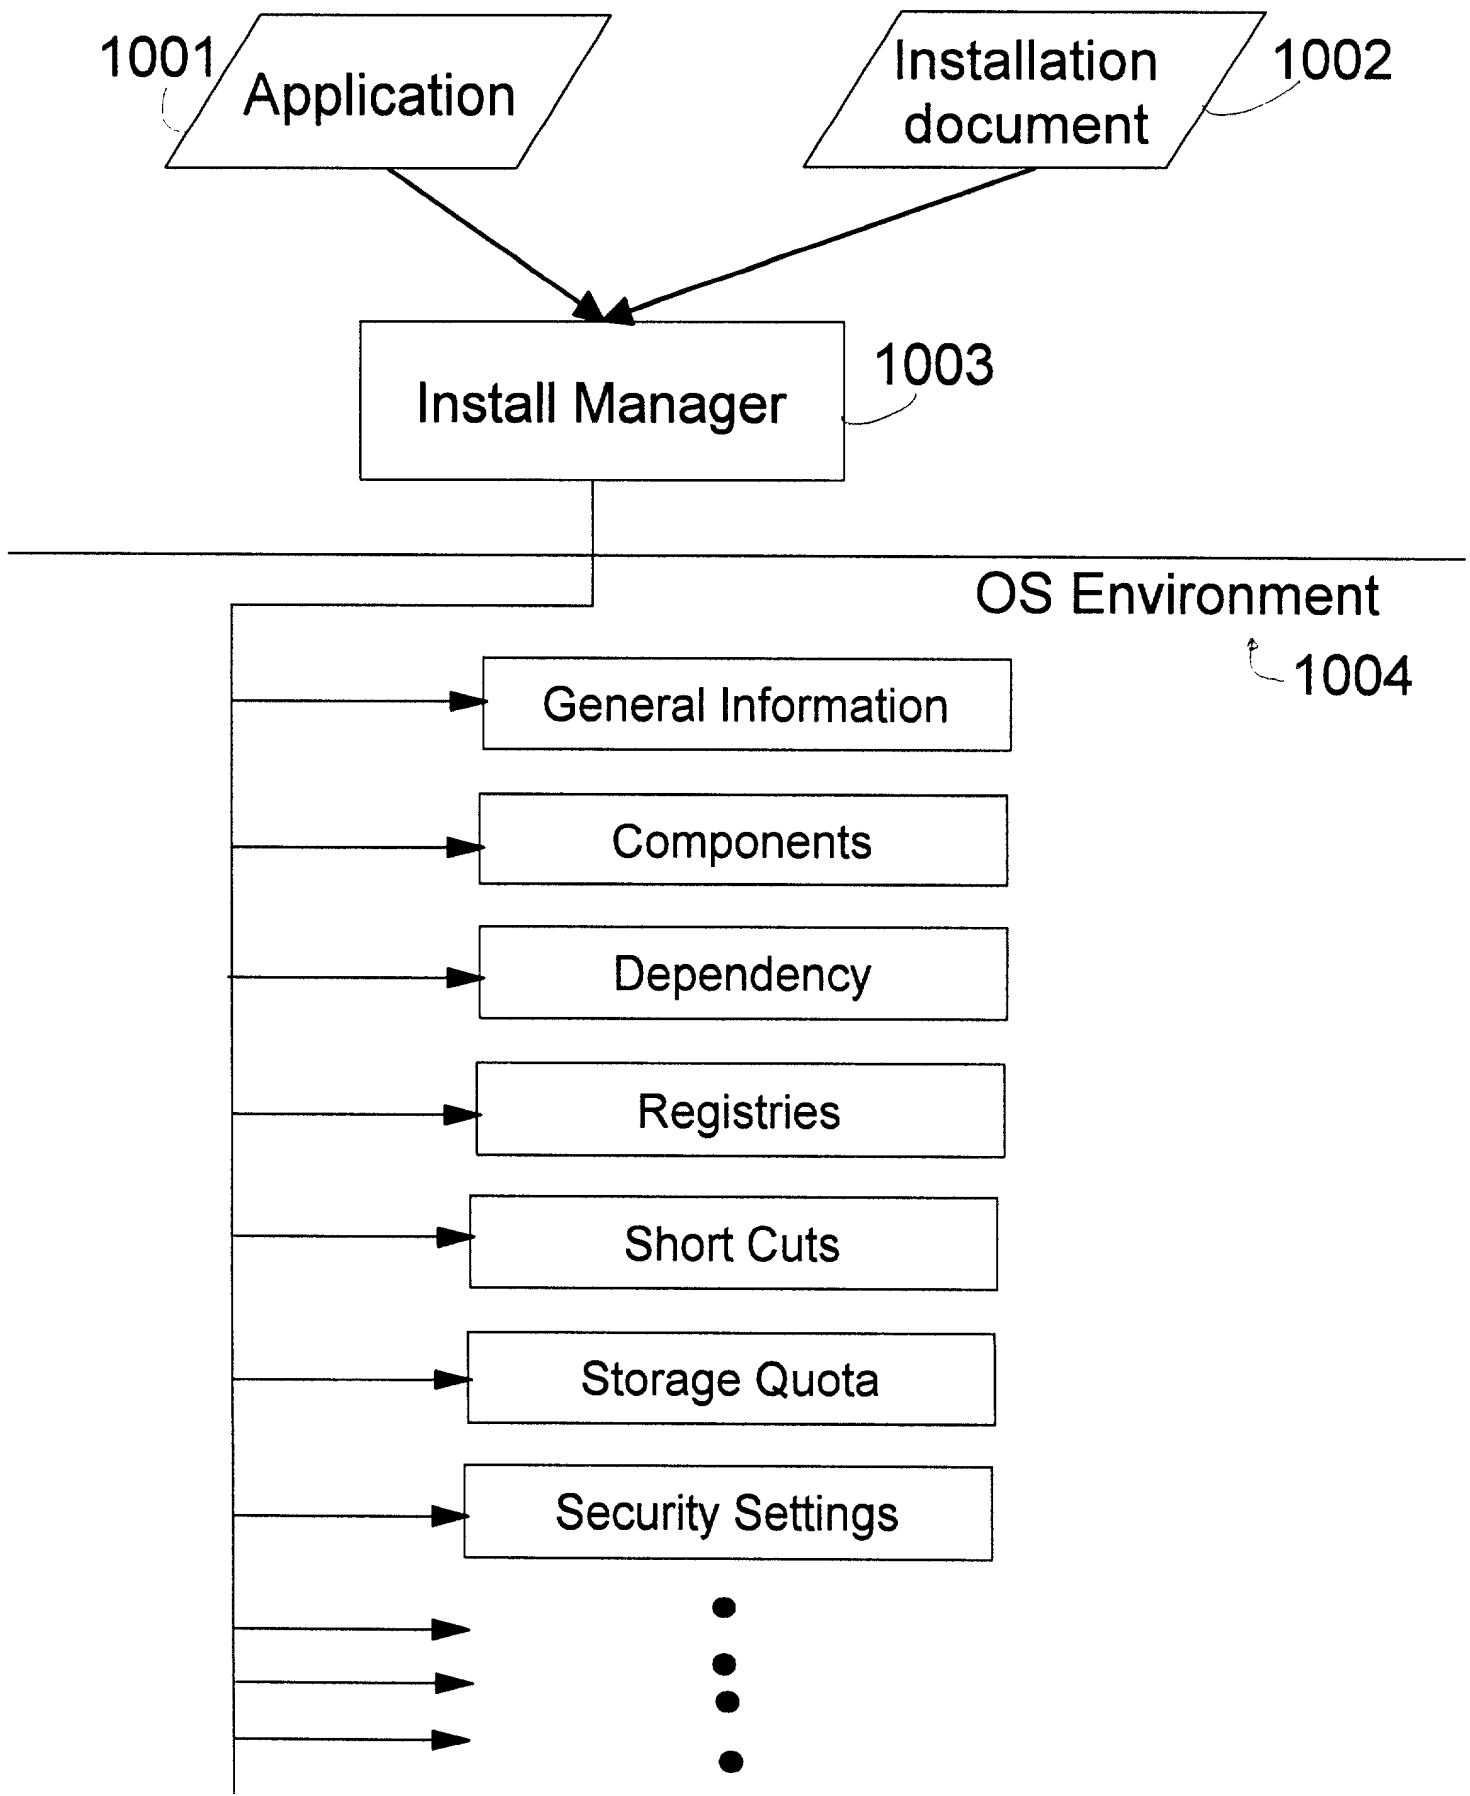 1001
Application
Installation
document
1002
Install Manager
1003
OS Environment
1004
General Information
Components
Dependency
Registries
Short Cuts
Storage Quota
Security Settings